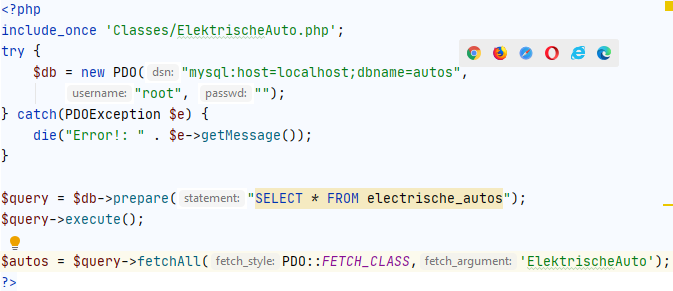 <?php
include_once 'Classes/ElektrischeAuto.php';
try {
    $db = new PDO( dsn: "mysql:host=localhost;dbname=autos",
        username: "root", passwd: "");
} catch(PDOException $e) {
    die("Error!: " . $e->getMessage());
}
$query = $db->prepare( statement: "SELECT * FROM electrische_autos");
$query->execute();
$autos = $query->fetchAll( fetch_style: PDO::FETCH_CLASS, fetch_argument: 'ElektrischeAuto');
?>